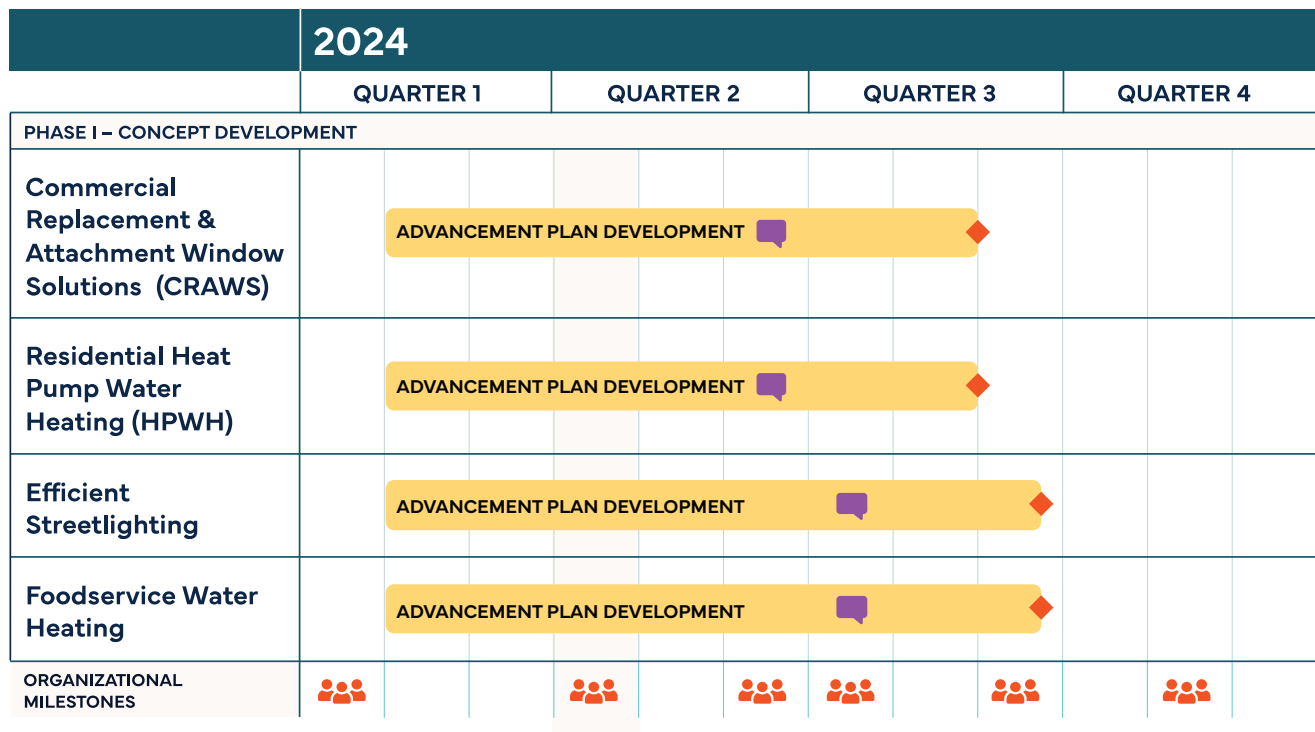 2024
QUARTER 1 QUARTER 2 QUARTER 3 QUARTER 4
PHASE I – CONCEPT DEVELOPMENT
Commercial
Replacement &
Attachment Window
Solutions (CRAWS)
ADVANCEMENT PLAN DEVELOPMENT
Residential Heat
Pump Water
Heating (HPWH)
ADVANCEMENT PLAN DEVELOPMENT
Efficient
Streetlighting
ADVANCEMENT PLAN DEVELOPMENT
Foodservice Water
Heating
ADVANCEMENT PLAN DEVELOPMENT
ORGANIZATIONAL
MILESTONES